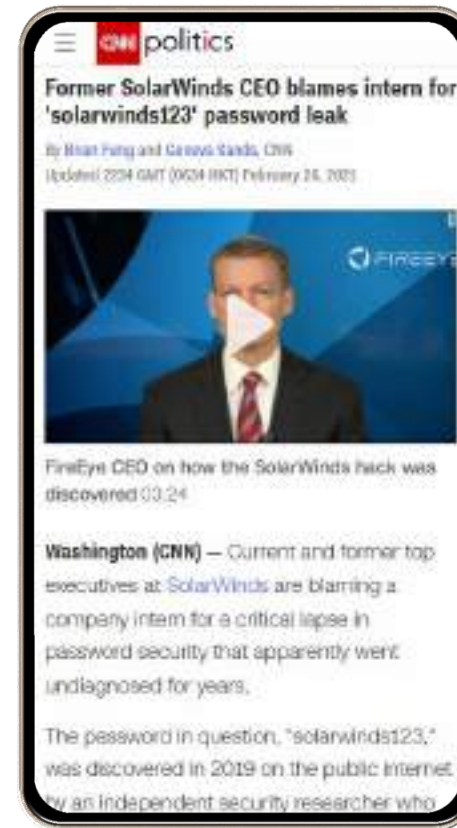 CNN politics
Former SolarWinds CEO blames intern for
'solarwinds123' password leak
By Brian Fung and Geneva Sands, CNN
Updated 2234 GMT (0634 HKT) February 26, 2021
FIREEYE
FireEye CEO on how the SolarWinds hack was
discovered 03:24
Washington (CNN) — Current and former top
executives at SolarWinds are blaming a
company intern for a critical lapse in
password security that apparently went
undiagnosed for years.
The password in question, "solarwinds123,"
was discovered in 2019 on the public internet
by an independent security researcher who